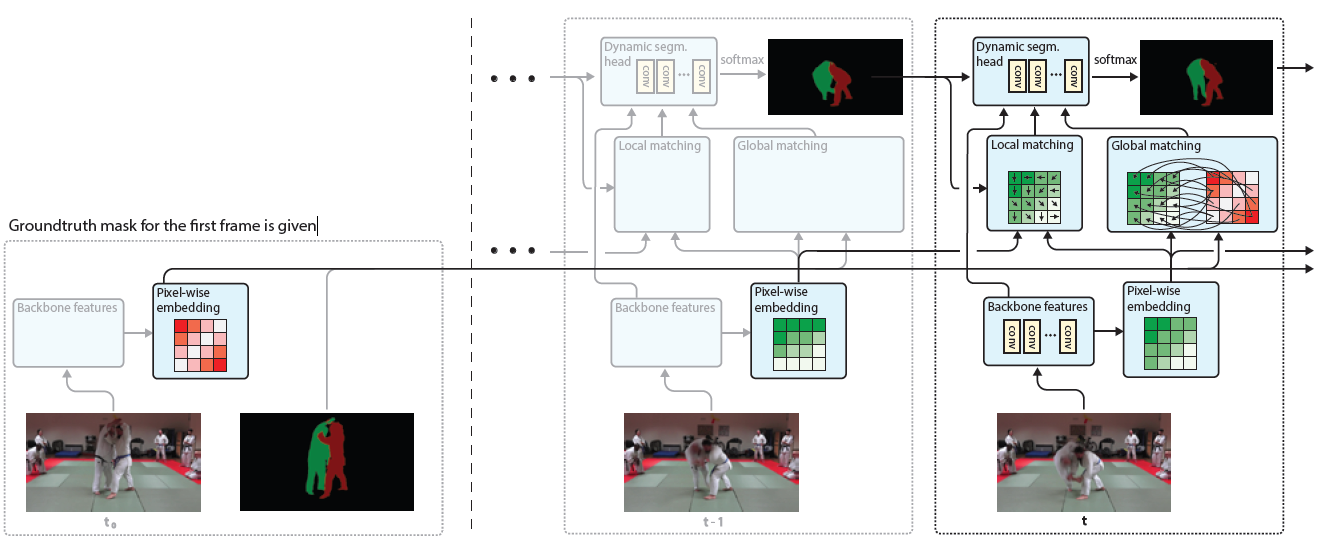 Groundtruth mask for the first frame is given
Backbone features
Pixel-wise
embedding
t0
Dynamic segm.
head
conv
conv
...
conv
softmax
Local matching
Global matching
Backbone features
Pixel-wise
embedding
t - 1
Dynamic segm.
head
conv
conv
...
conv
softmax
Local matching
Global matching
Backbone features
conv
conv
...
conv
Pixel-wise
embedding
t